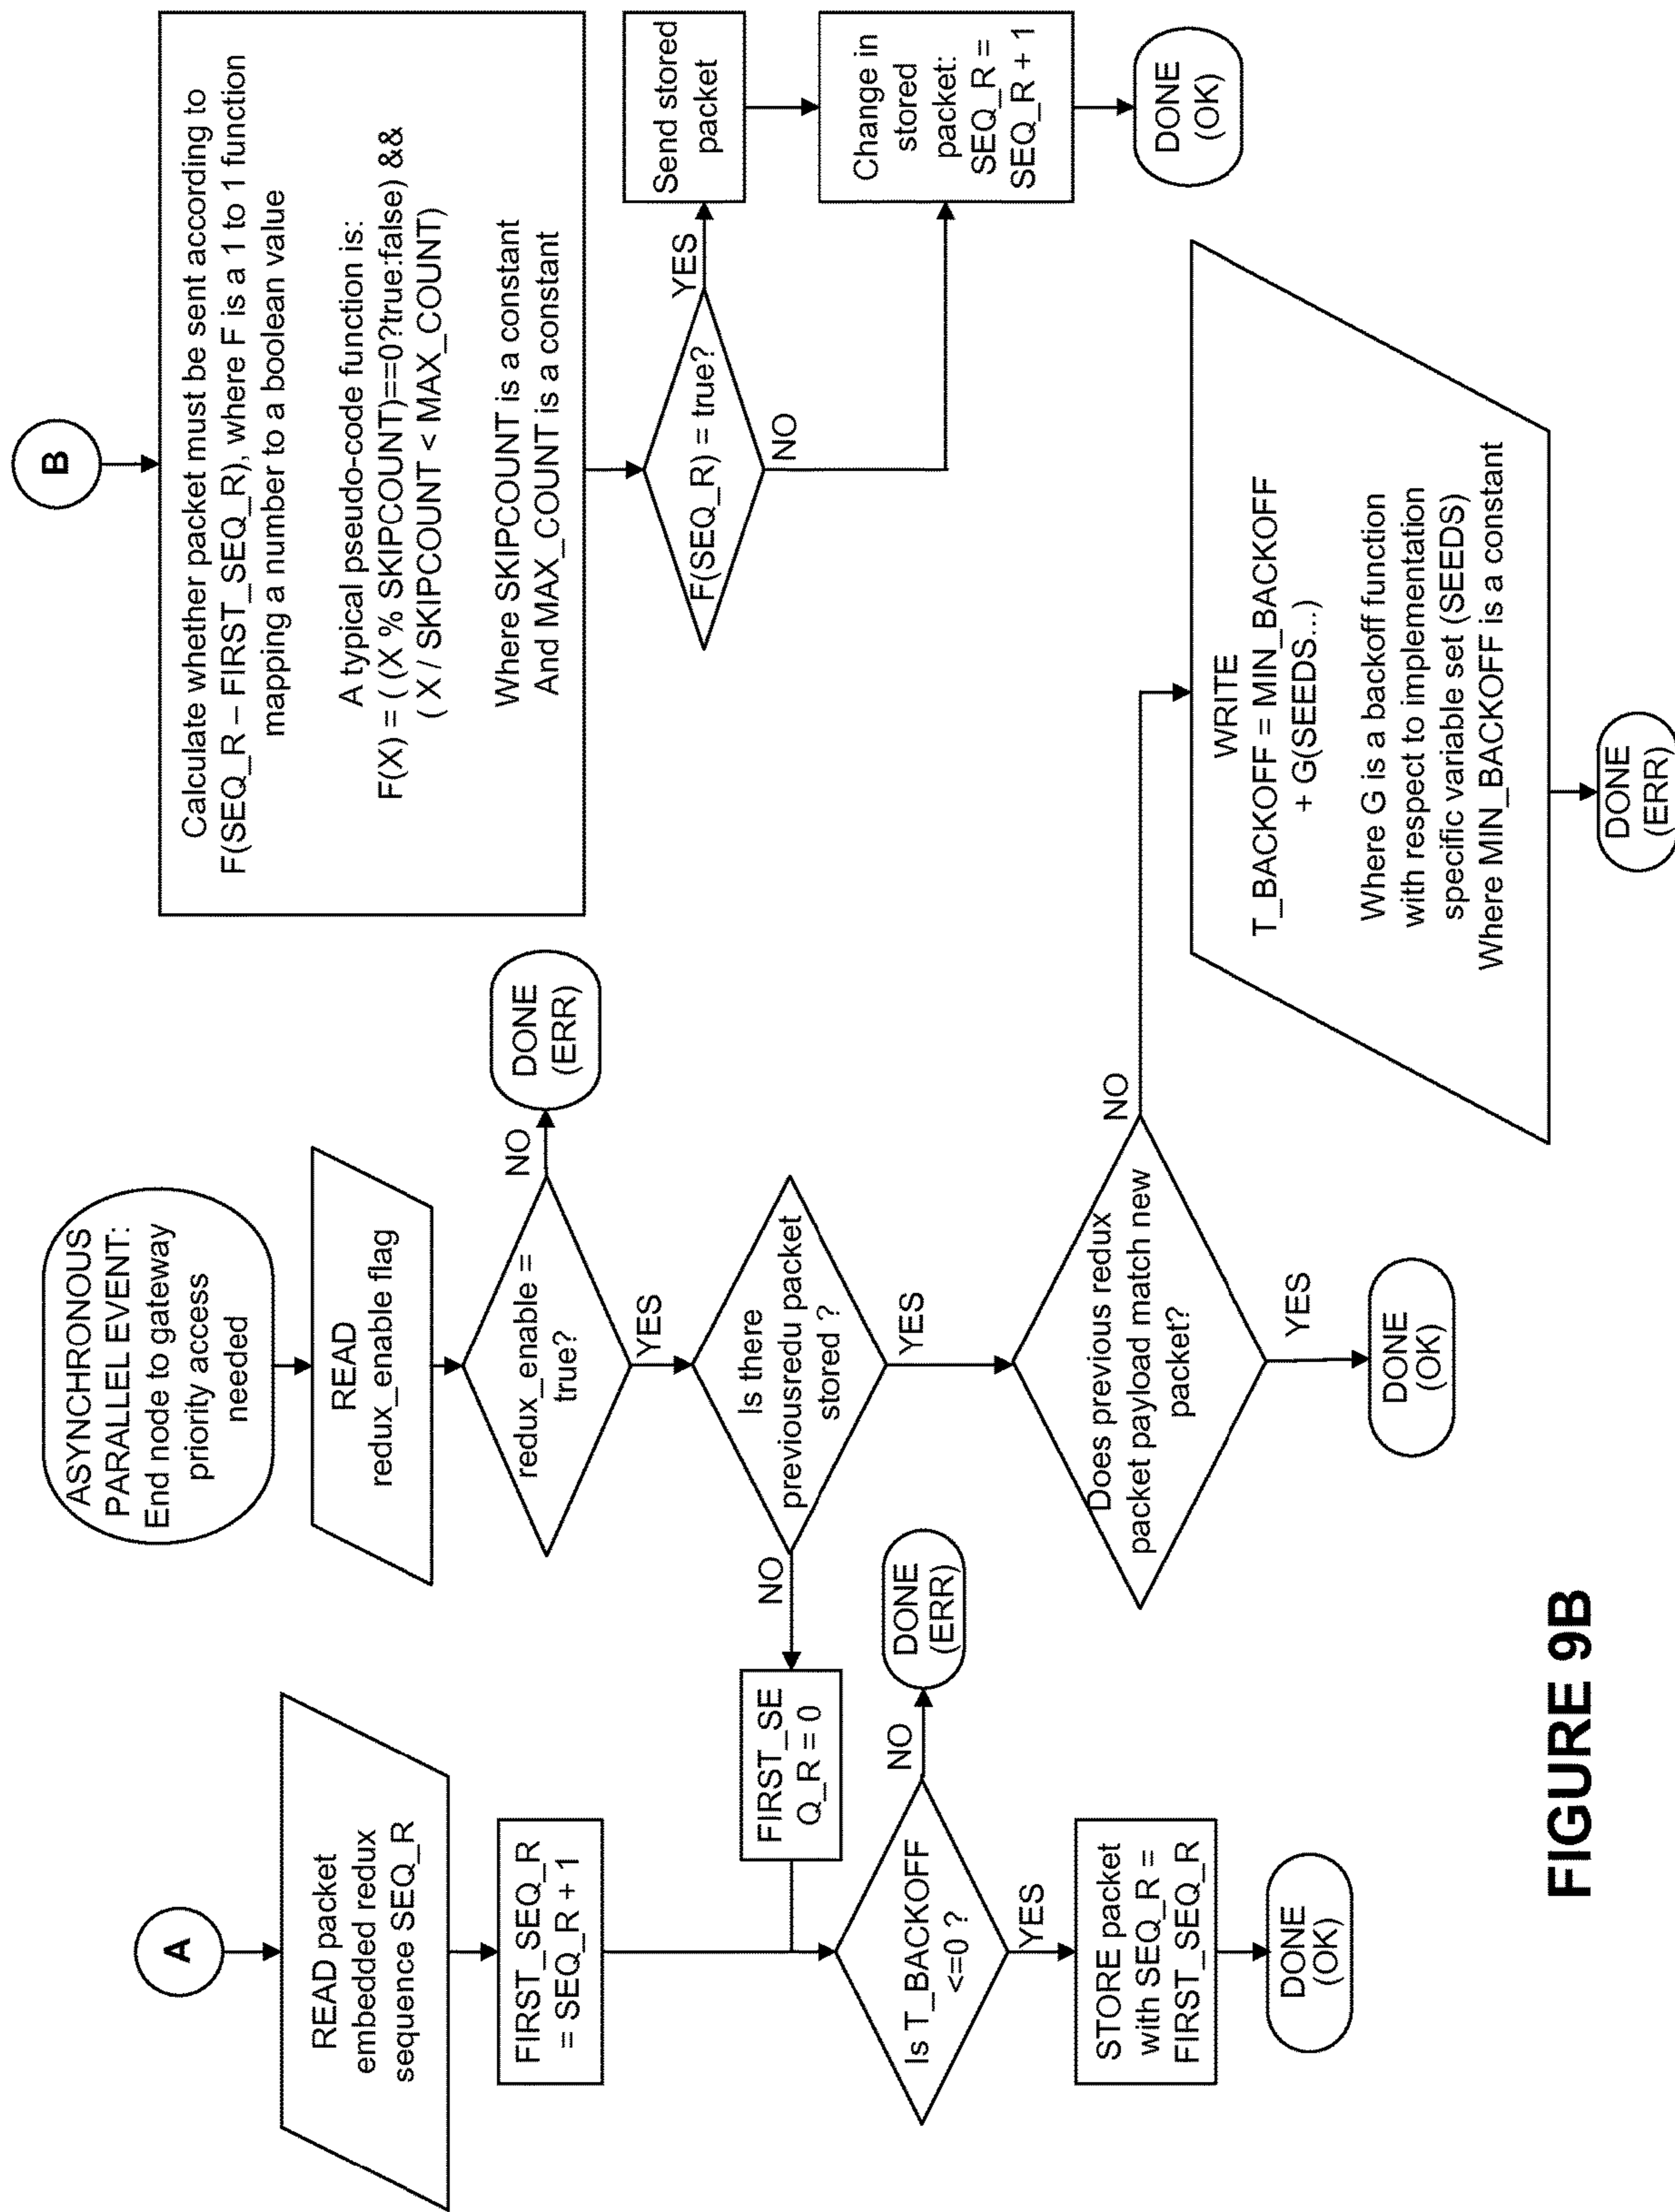 A
READ packet
embedded redux
sequence SEQ_R
FIRST_SEQ_R
= SEQ_R + 1
FIRST_SE
Q_R = 0
Is T_BACKOFF
<=0 ?
NO
DONE
(ERR)
YES
STORE packet
with SEQ_R =
FIRST_SEQ_R
DONE
(OK)
ASYNCHRONOUS
PARALLEL EVENT:
End node to gateway
priority access
needed
READ
redux_enable flag
redux_enable =
true?
NO
DONE
(ERR)
YES
Is there
previousredu packet
stored ?
NO
YES
Does previous redux
packet payload match new
packet?
NO
YES
DONE
(OK)
WRITE
T_BACKOFF = MIN_BACKOFF
+ G(SEEDS...)
Where G is a backoff function
with respect to implementation
specific variable set (SEEDS)
Where MIN_BACKOFF is a constant
DONE
(ERR)
B
Calculate whether packet must be sent according to
F(SEQ_R – FIRST_SEQ_R), where F is a 1 to 1 function
mapping a number to a boolean value
A typical pseudo-code function is:
F(X) = ( (X % SKIPCOUNT)==0?true:false) &&
( X / SKIPCOUNT < MAX_COUNT)
Where SKIPCOUNT is a constant
And MAX_COUNT is a constant
F(SEQ_R) = true?
YES
NO
Send stored
packet
Change in
stored
packet:
SEQ_R =
SEQ_R + 1
DONE
(OK)
FIGURE 9B